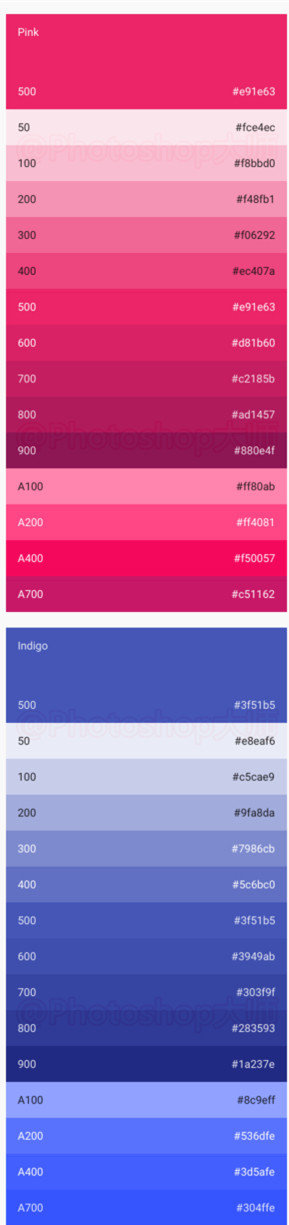 Pink
500 #e91e63
50 #fce4ec
100 #f8bbd0
200 #f48fb1
300 #f06292
400 #ec407a
500 #e91e63
600 #d81b60
700 #c2185b
800 #ad1457
900 #880e4f
A100 #ff80ab
A200 #ff4081
A400 #f50057
A700 #c51162
Indigo
500 #3f51b5
50 #e8eaf6
100 #c5cae9
200 #9fa8da
300 #7986cb
400 #5c6bc0
500 #3f51b5
600 #3949ab
700 #303f9f
800 #283593
900 #1a237e
A100 #8c9eff
A200 #536dfe
A400 #3d5afe
A700 #304ffe